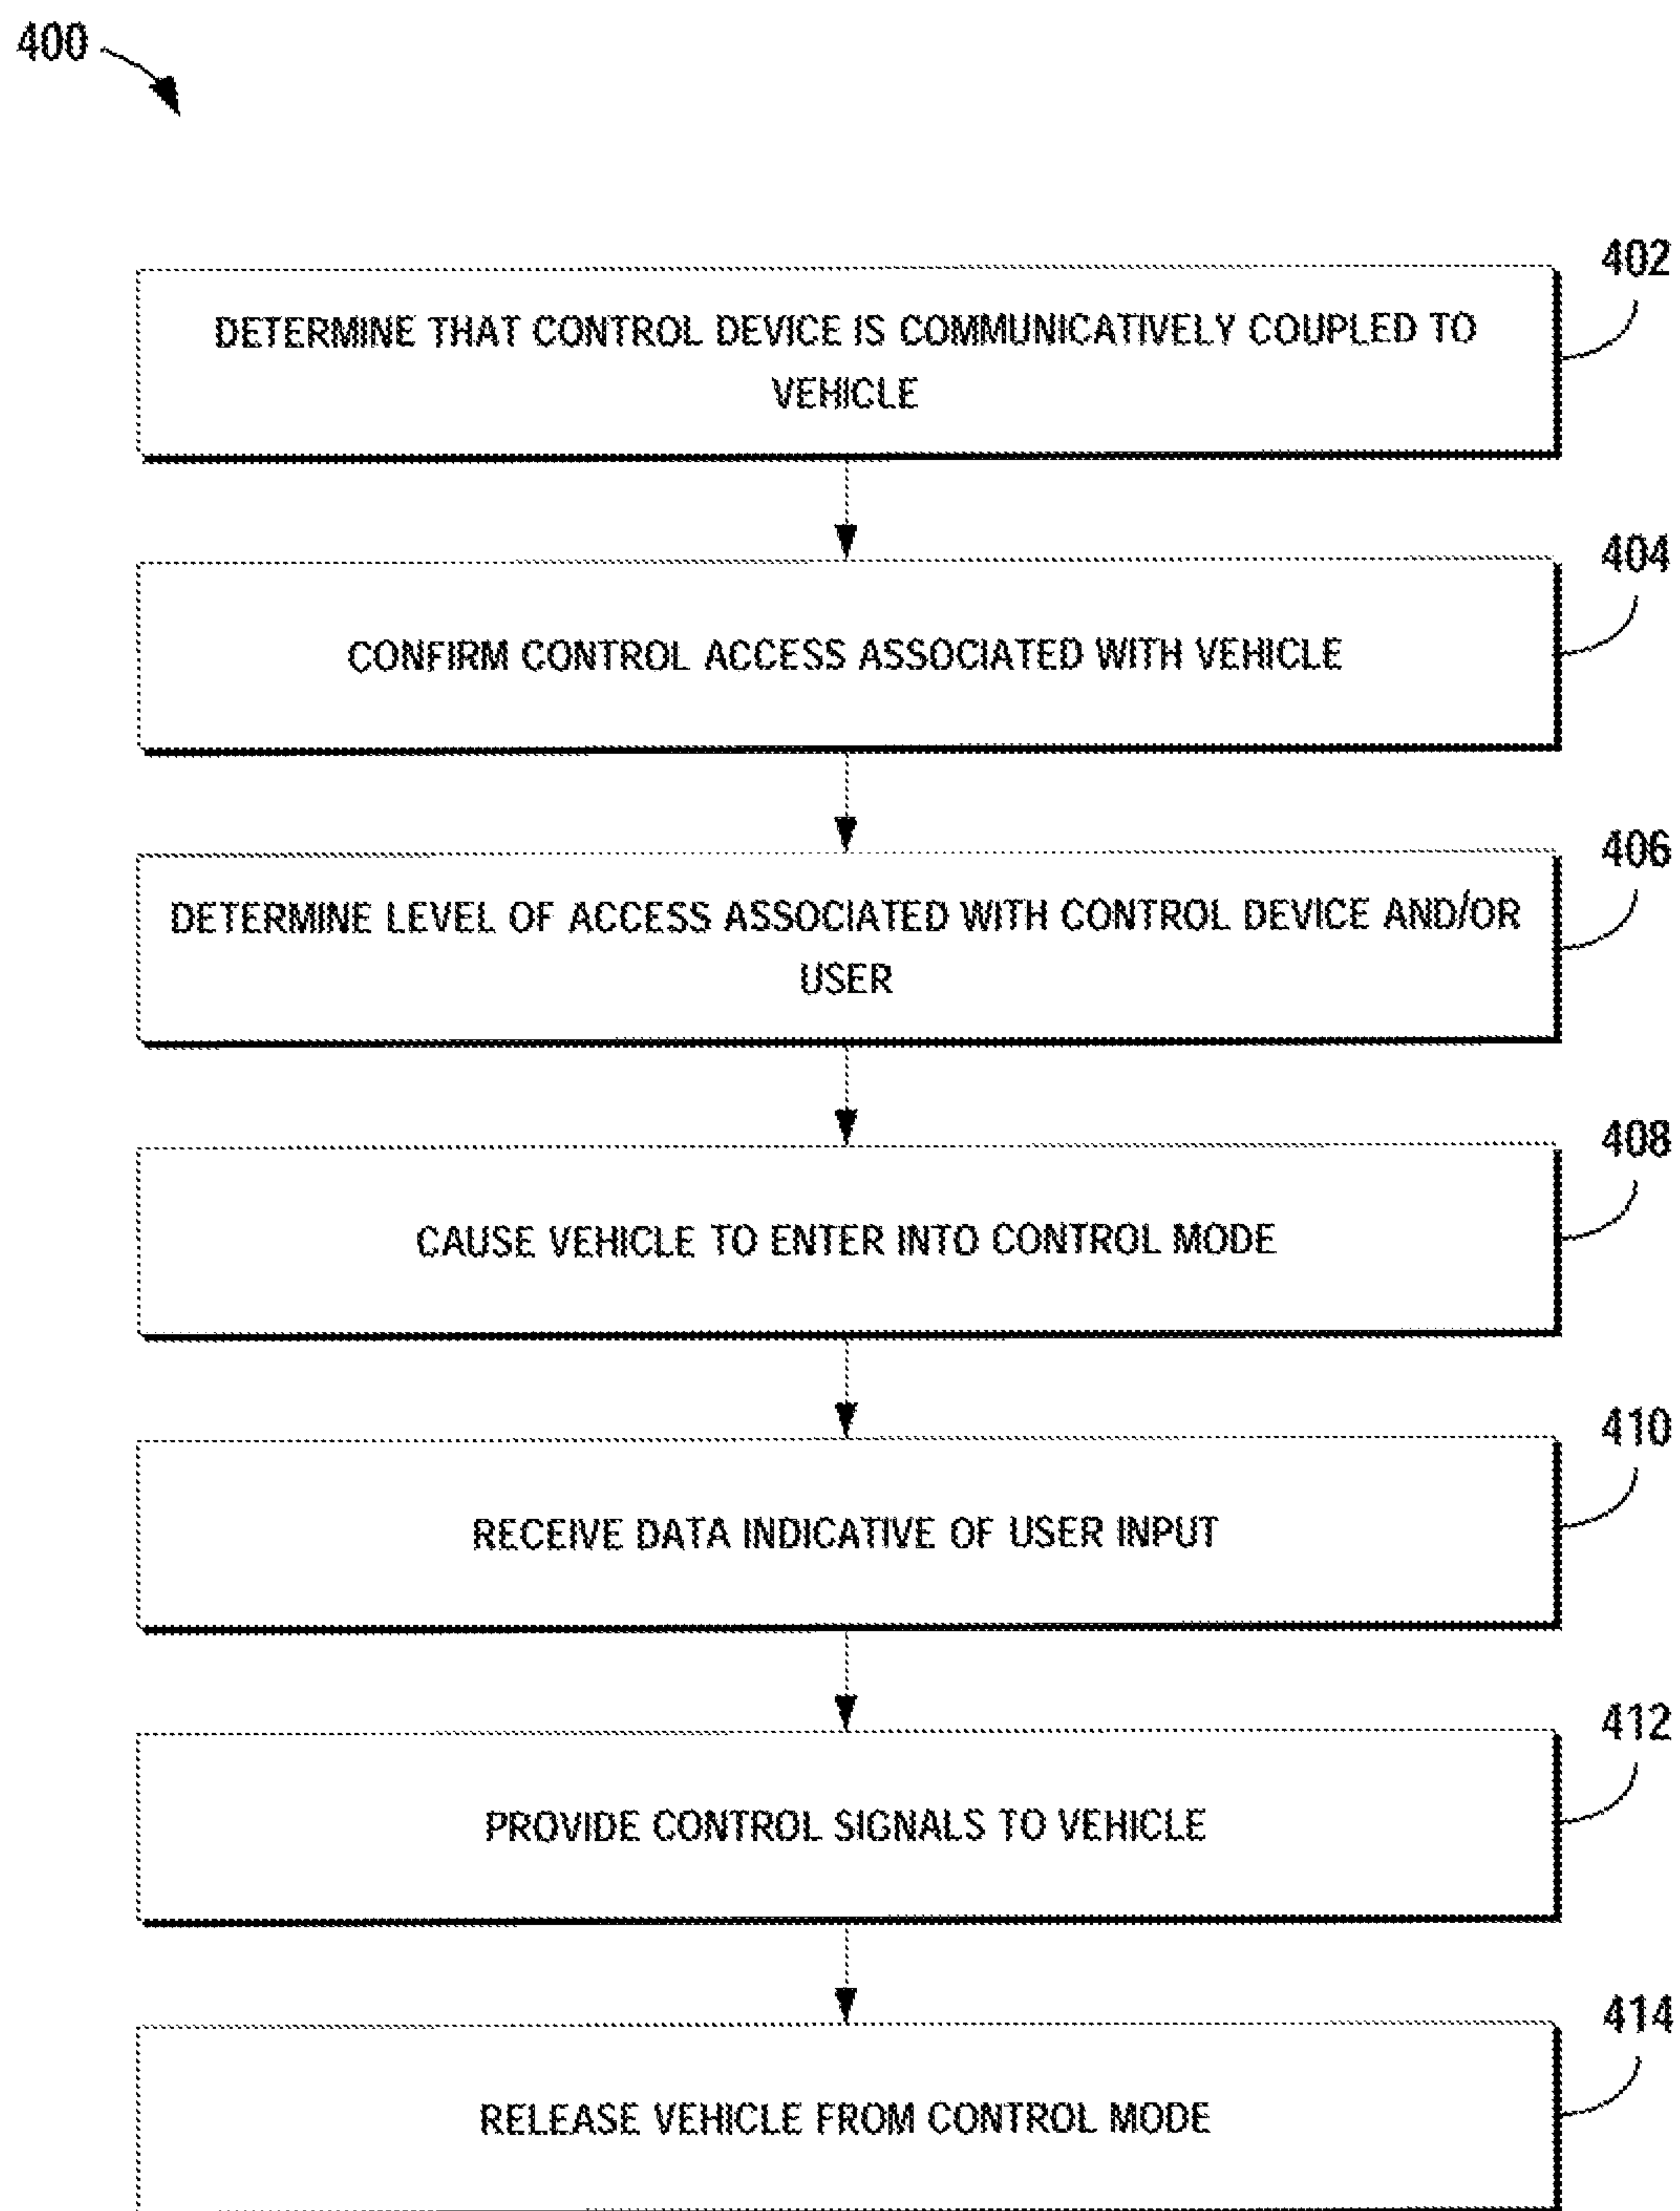 400
402
DETERMINE THAT CONTROL DEVICE IS COMMUNICATIVELY COUPLED TO
VEHICLE
404
CONFIRM CONTROL ACCESS ASSOCIATED WITH VEHICLE
406
DETERMINE LEVEL OF ACCESS ASSOCIATED WITH CONTROL DEVICE AND/OR
USER
408
CAUSE VEHICLE TO ENTER INTO CONTROL MODE
410
RECEIVE DATA INDICATIVE OF USER INPUT
412
PROVIDE CONTROL SIGNALS TO VEHICLE
414
RELEASE VEHICLE FROM CONTROL MODE